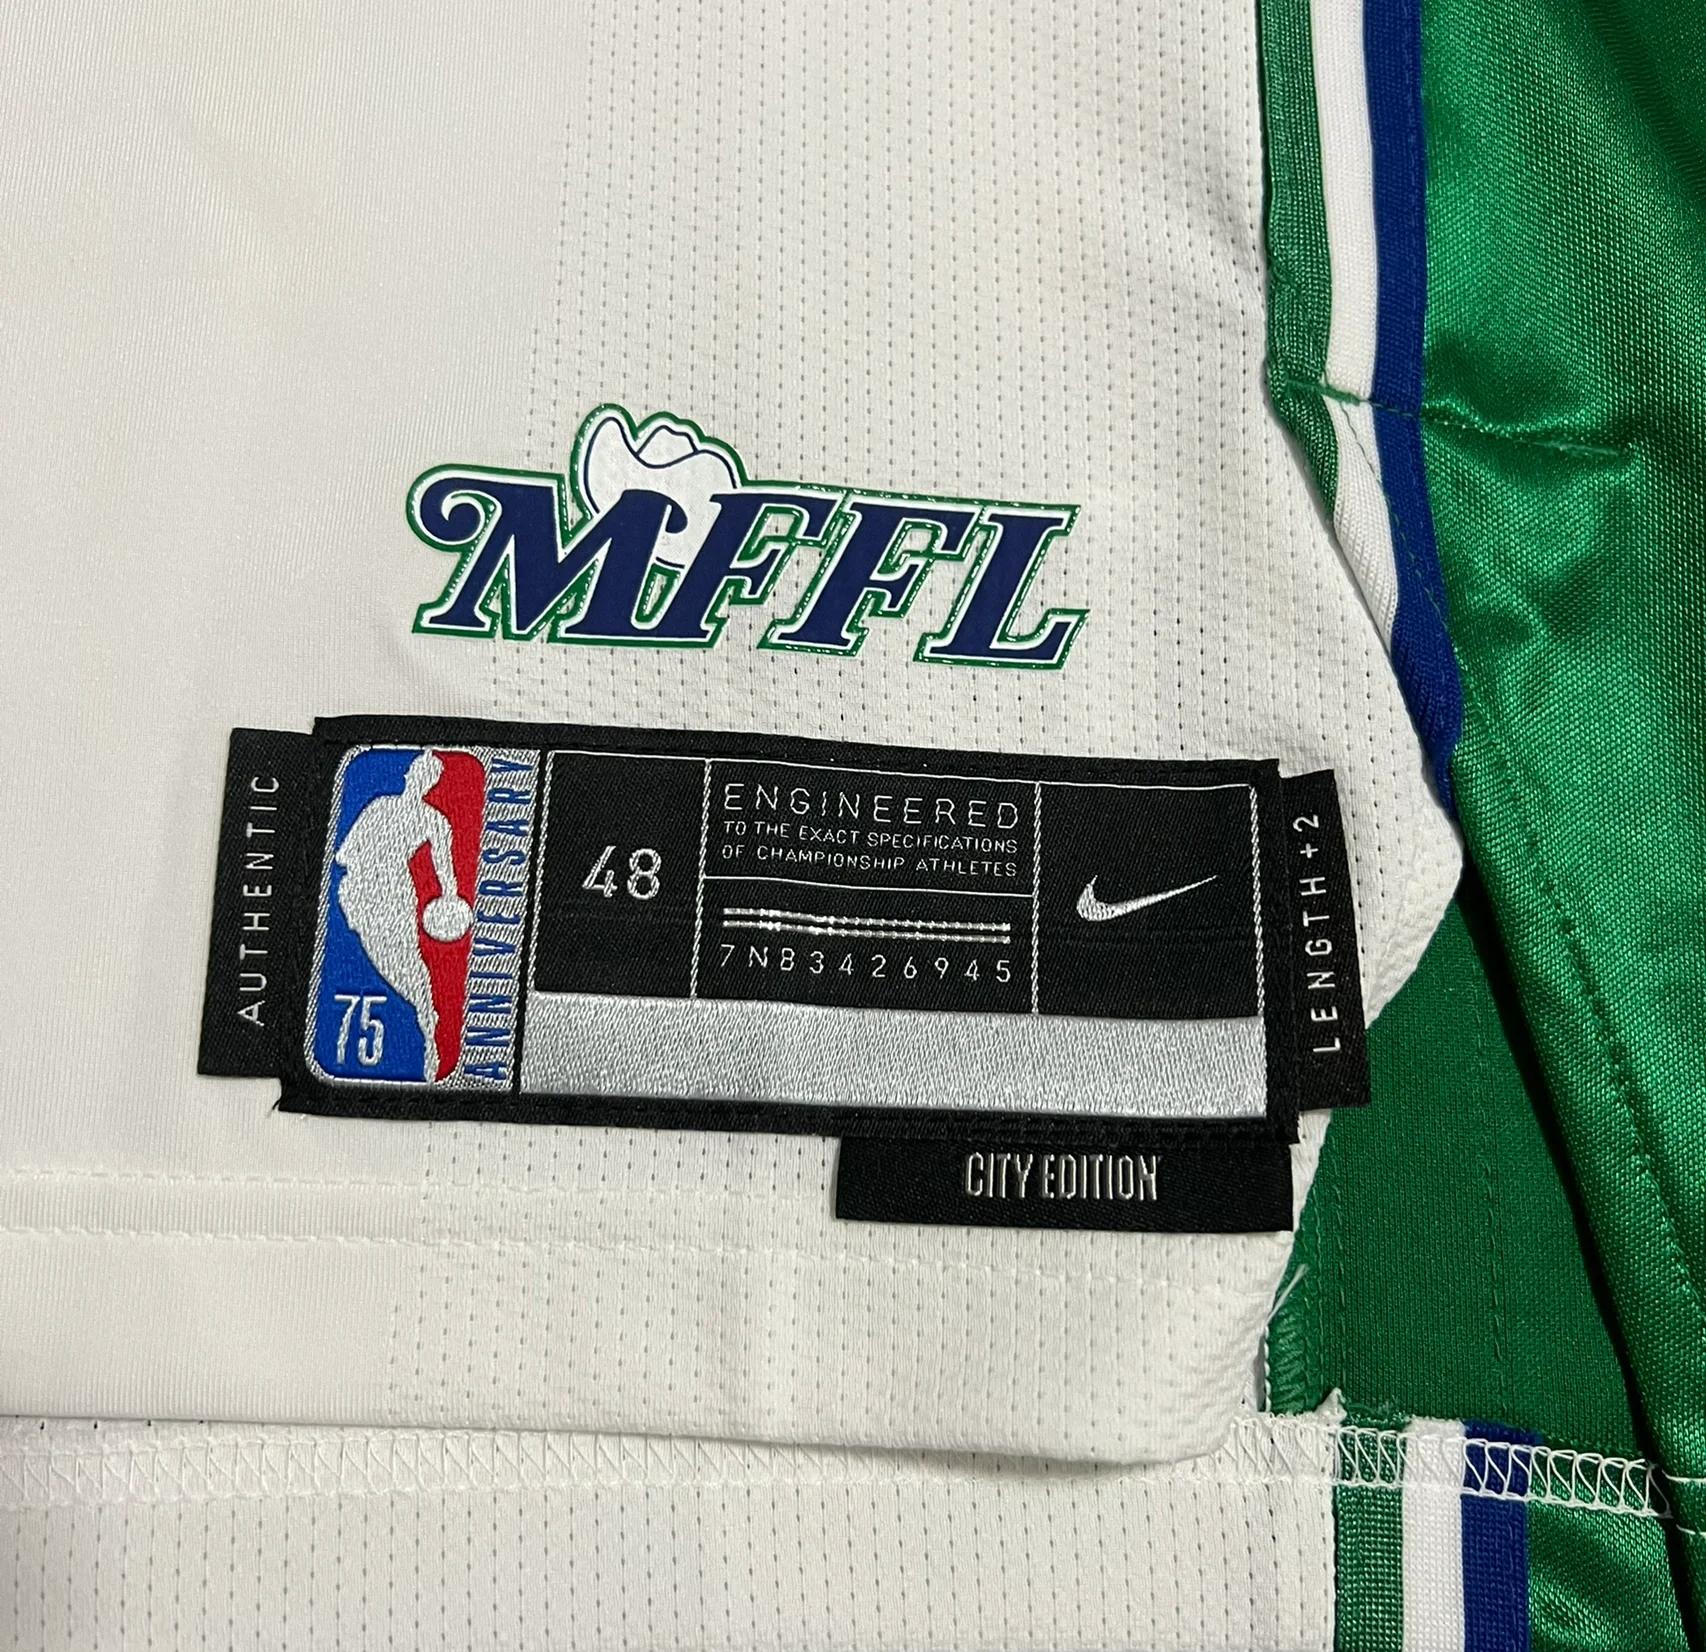 MFFL
AUTHENTIC
75
ANNIVERSARY
48
ENGINEERED
TO THE EXACT SPECIFICATIONS
OF CHAMPIONSHIP ATHLETES
7NB3426945
LENGTH+2
CITY EDITION